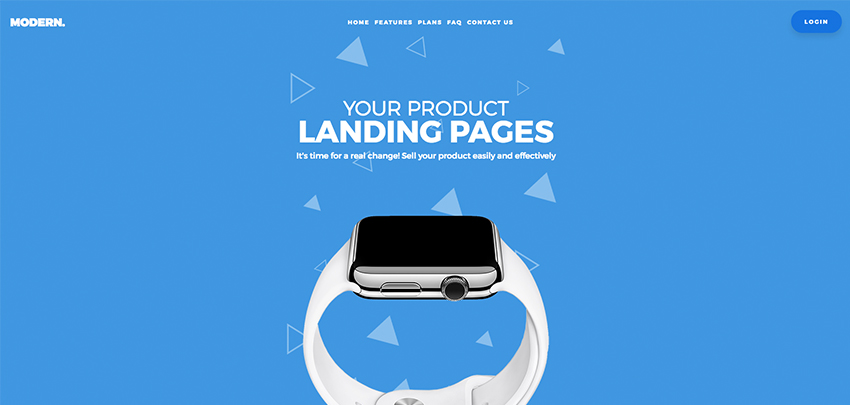 MODERN.
HOME FEATURES PLANS FAQ CONTACT US
LOGIN
YOUR PRODUCT
LANDING PAGES
It's time for a real change! Sell your product easily and effectively